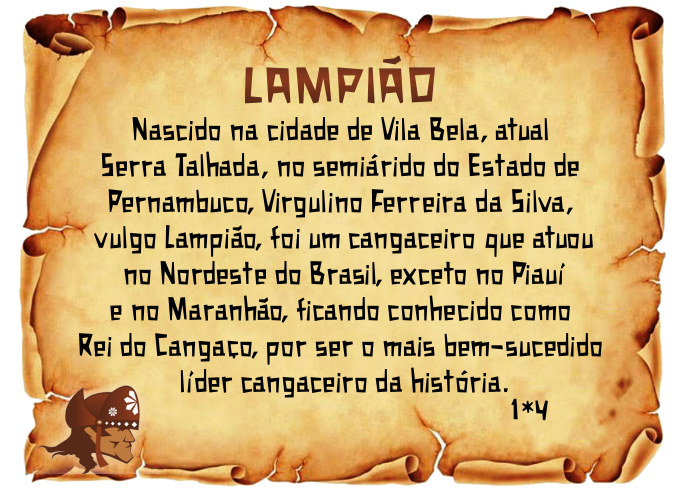 LAMPIÃO
Nascido na cidade de Vila Bela, atual
Serra Talhada, no semiárido do Estado de
Pernambuco, Virgulino Ferreira da Silva,
vulgo Lampião, foi um cangaceiro que atuou
no Nordeste do Brasil, exceto no Piauí
e no Maranhão, ficando conhecido como
Rei do Cangaço, por ser o mais bem-sucedido
líder cangaceiro da história.
1*4